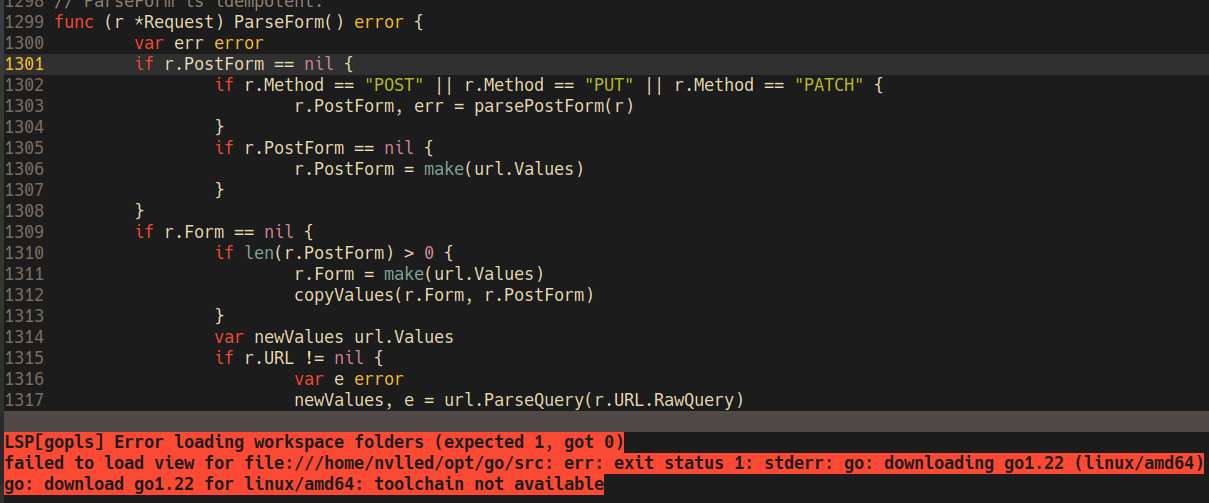 1298 // ParseForm is idempotent.
1299 func (r *Request) ParseForm() error {
1300         var err error
1301         if r.PostForm == nil {
1302                 if r.Method == "POST" || r.Method == "PUT" || r.Method == "PATCH" {
1303                         r.PostForm, err = parsePostForm(r)
1304                 }
1305                 if r.PostForm == nil {
1306                         r.PostForm = make(url.Values)
1307                 }
1308         }
1309         if r.Form == nil {
1310                 if len(r.PostForm) > 0 {
1311                         r.Form = make(url.Values)
1312                         copyValues(r.Form, r.PostForm)
1313                 }
1314                 var newValues url.Values
1315                 if r.URL != nil {
1316                         var e error
1317                         newValues, e = url.ParseQuery(r.URL.RawQuery)
LSP[gopls] Error loading workspace folders (expected 1, got 0)
failed to load view for file:///home/nvlled/opt/go/src: err: exit status 1: stderr: go: downloading go1.22 (linux/amd64)
go: download go1.22 for linux/amd64: toolchain not available